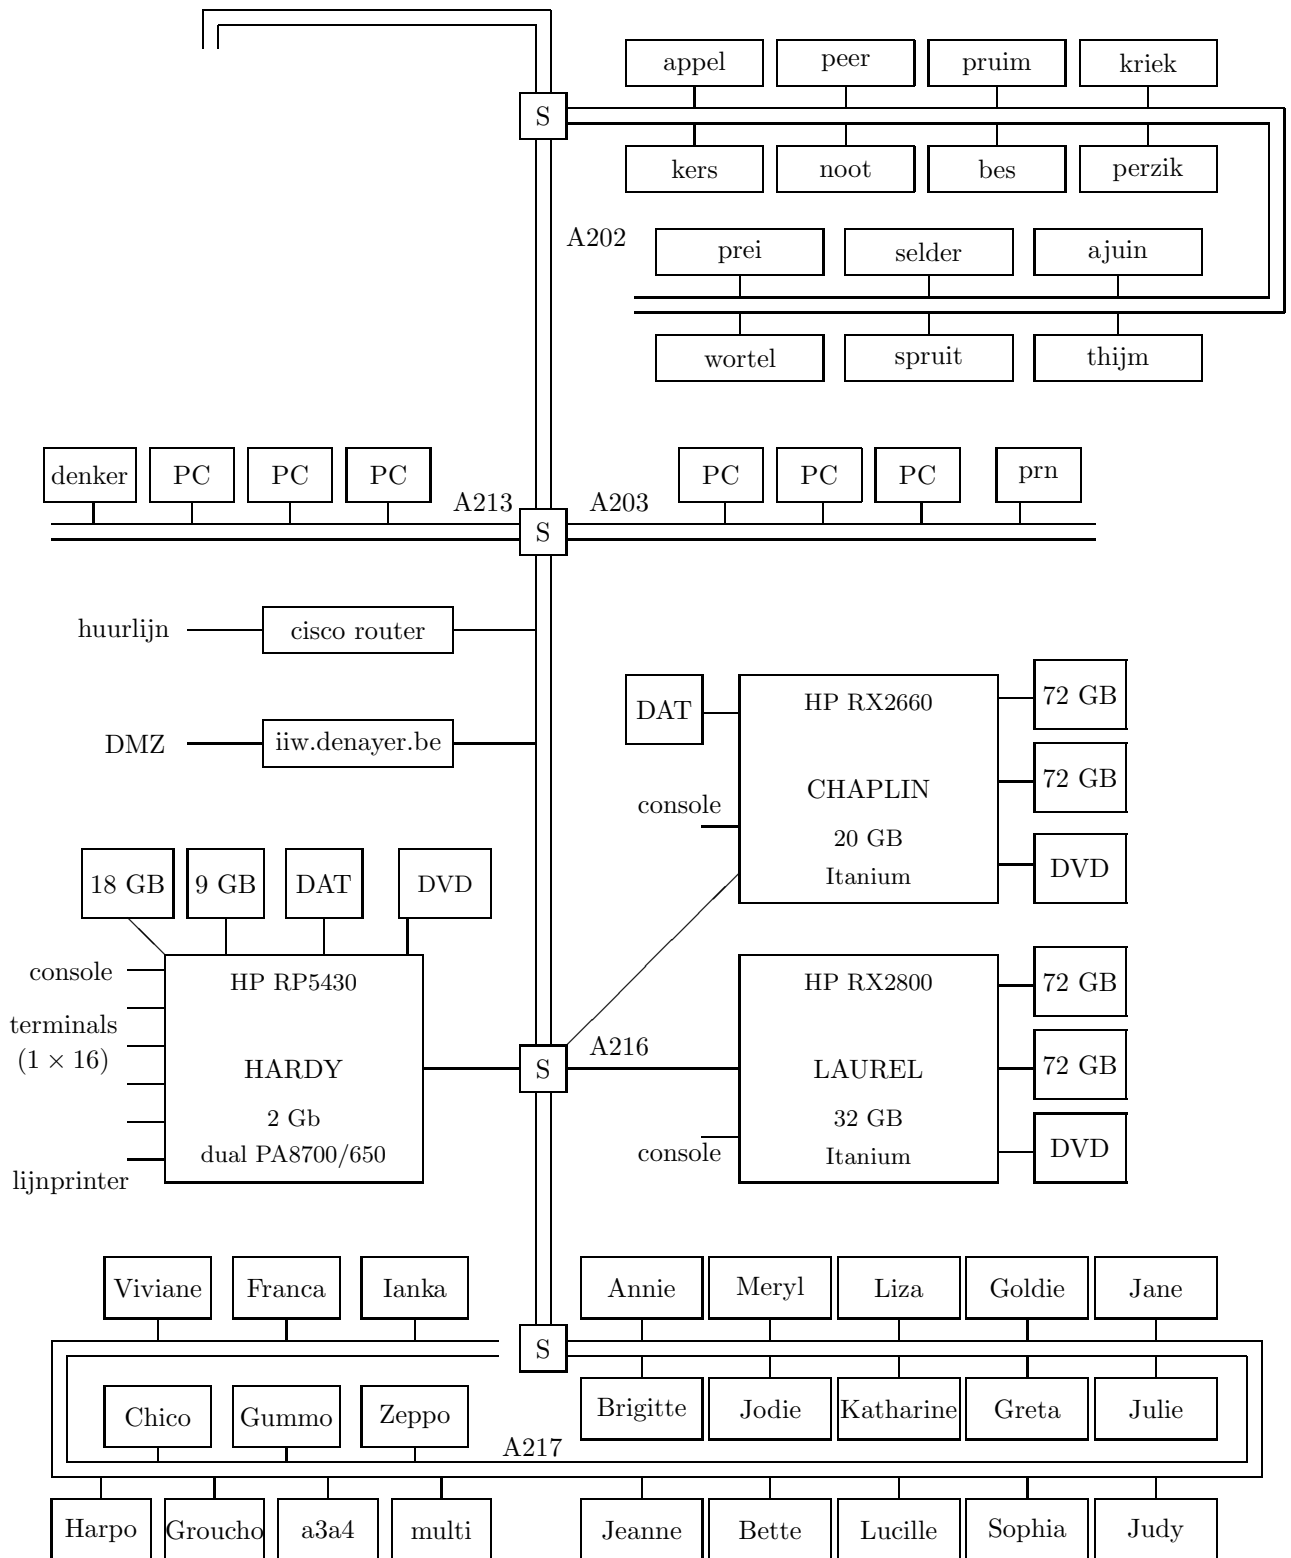 appel peer pruim kriek
S
kers noot bes perzik
A202
prei selder ajuin
wortel spruit thijm
denker PC PC PC PC PC PC prn
A213 A203
S
huurlijn cisco router
DMZ iiw.denayer.be
DAT HP RX2660 72 GB
72 GB
console CHAPLIN
20 GB
Itanium DVD
18 GB 9 GB DAT DVD
console HP RP5430 HP RX2800 72 GB
terminals
(1 × 16)
A216
HARDY S LAUREL 72 GB
2 Gb 32 GB
dual PA8700/650 console Itanium DVD
lijnprinter
Viviane Franca Ianka Annie Meryl Liza Goldie Jane
S
Chico Gummo Zeppo Brigitte Jodie Katharine Greta Julie
A217
Harpo Groucho a3a4 multi Jeanne Bette Lucille Sophia Judy